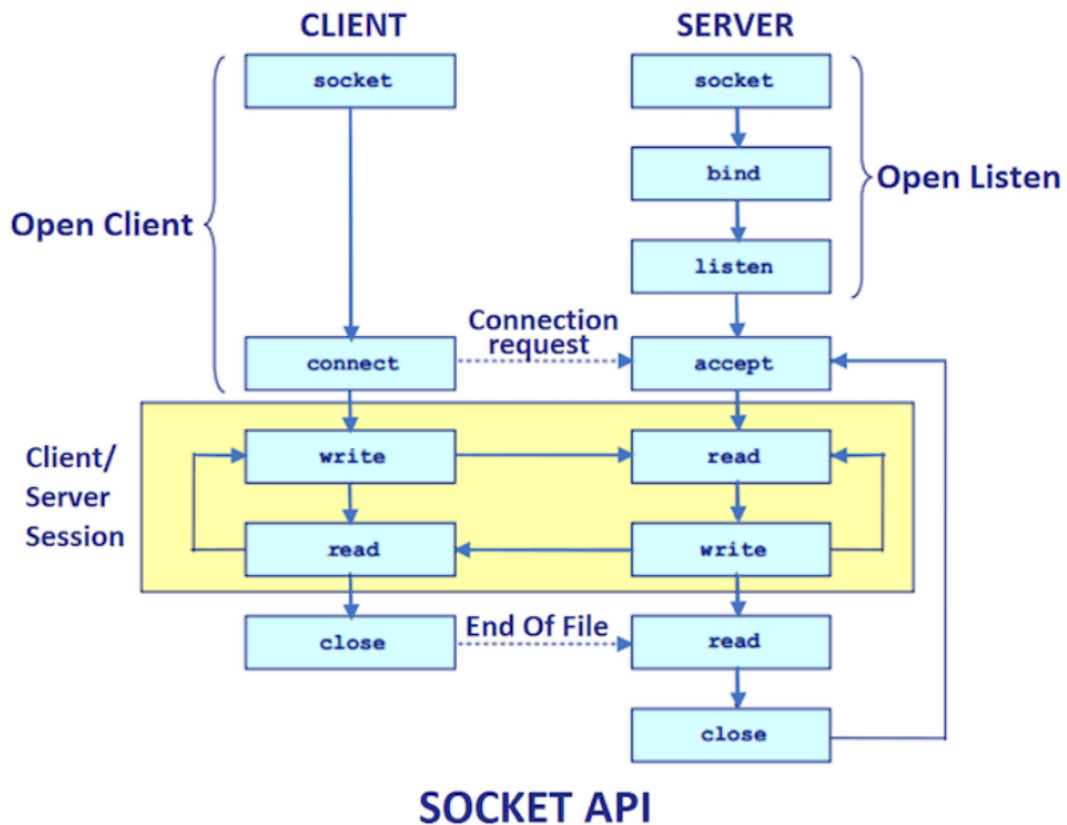 CLIENT
SERVER
socket
socket
bind
Open Listen
Open Client
listen
Connection
request
connect
accept
Client/
Server
Session
write
read
read
write
End Of File
close
read
close
SOCKET API